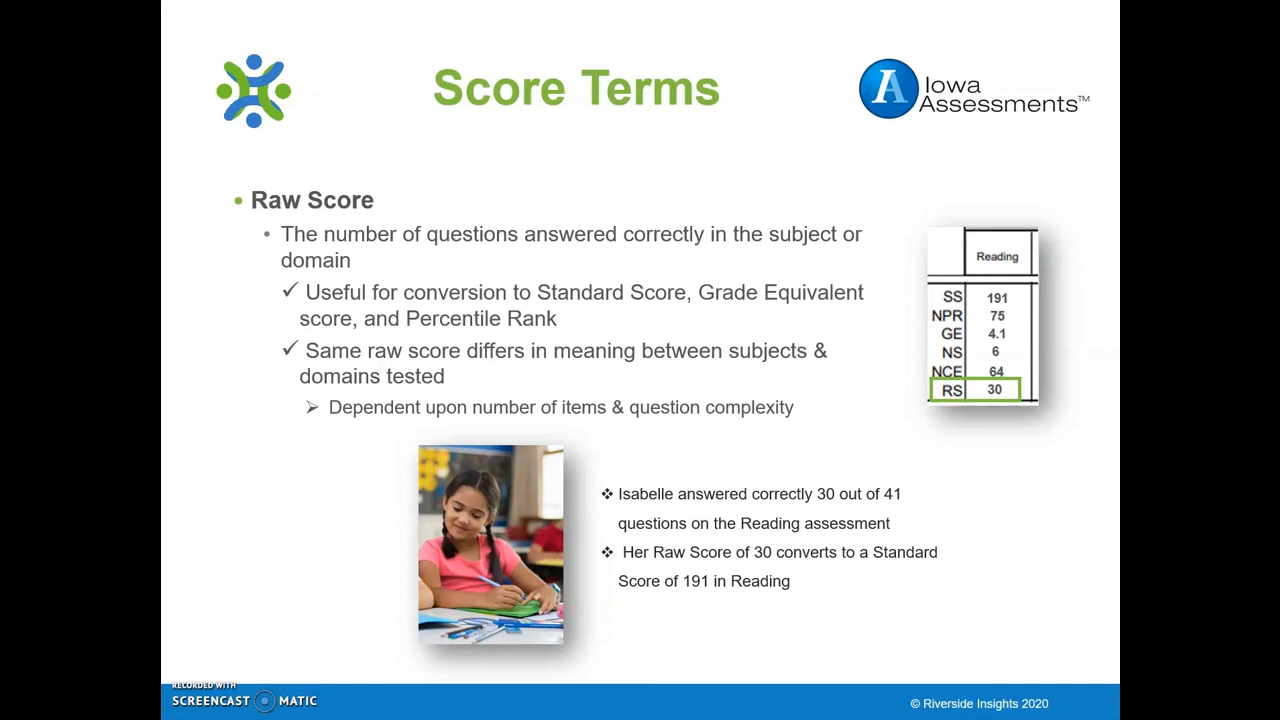 Score Terms
A Iowa
Assessments™
• Raw Score
• The number of questions answered correctly in the subject or
domain
✓ Useful for conversion to Standard Score, Grade Equivalent
score, and Percentile Rank
✓ Same raw score differs in meaning between subjects &
domains tested
➢ Dependent upon number of items & question complexity
Reading
SS 191
NPR 75
GE 4.1
NS 6
NCE 64
RS 30
❖ Isabelle answered correctly 30 out of 41
questions on the Reading assessment
❖ Her Raw Score of 30 converts to a Standard
Score of 191 in Reading
RECORDED WITH
SCREENCAST MATIC
© Riverside Insights 2020